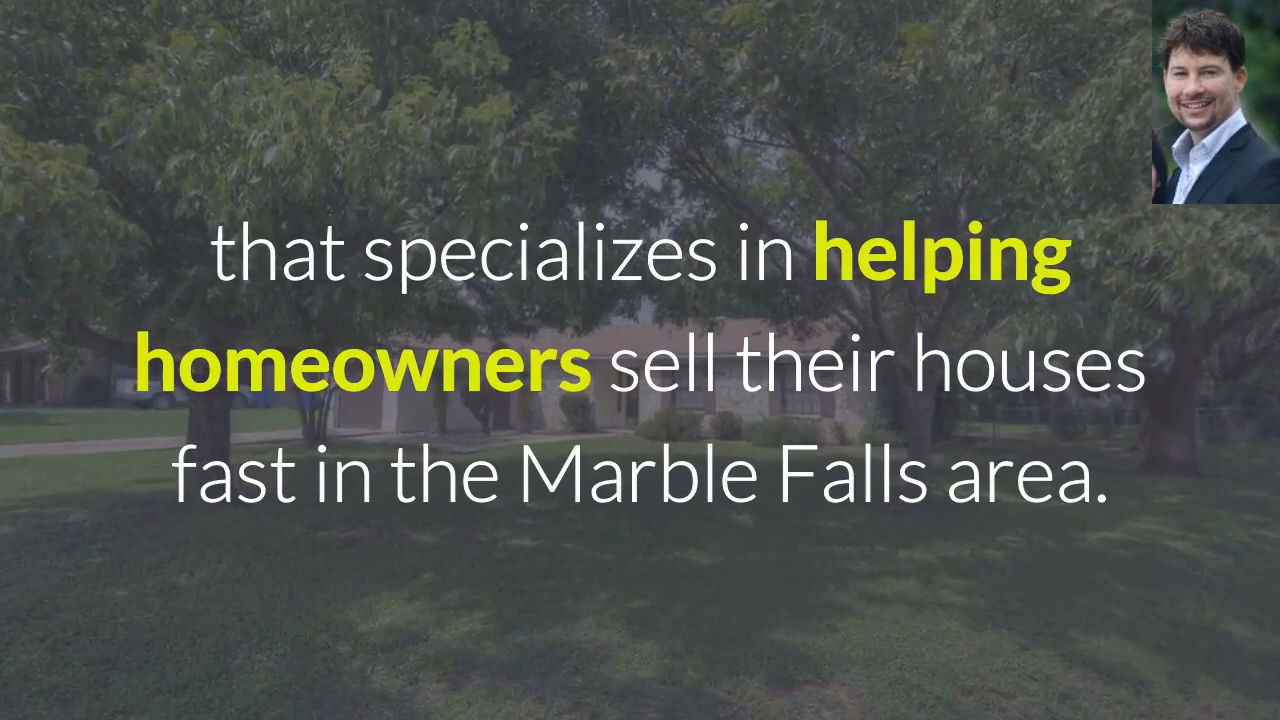 that specializes in helping
homeowners sell their houses
fast in the Marble Falls area.